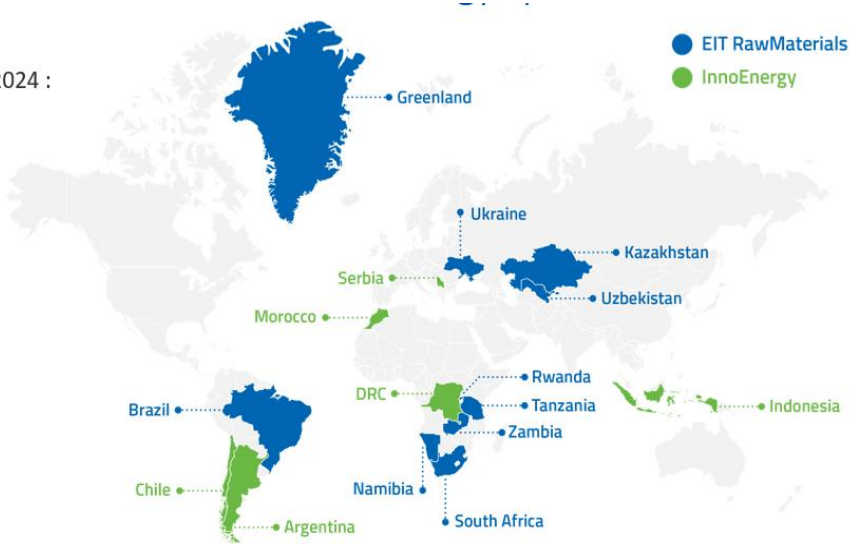 EIT RawMaterials
InnoEnergy
2024 :
Greenland
Ukraine
Kazakhstan
Serbia
Uzbekistan
Morocco
Rwanda
DRC
Tanzania
Indonesia
Brazil
Zambia
Chile
Namibia
South Africa
Argentina